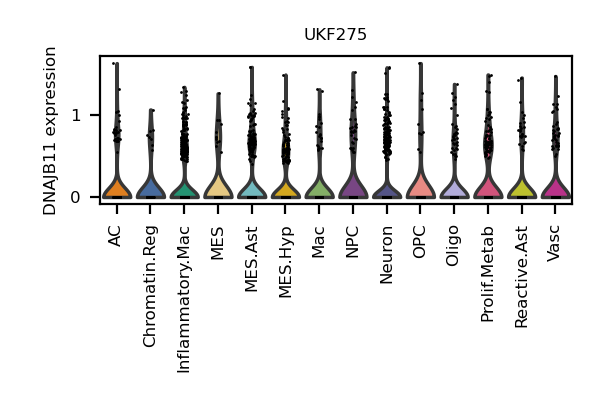 UKF275
DNAJB11 expression
1
0
AC
Chromatin.Reg
Inflammatory.Mac
MES
MES.Ast
MES.Hyp
Mac
NPC
Neuron
OPC
Oligo
Prolif.Metab
Reactive.Ast
Vasc